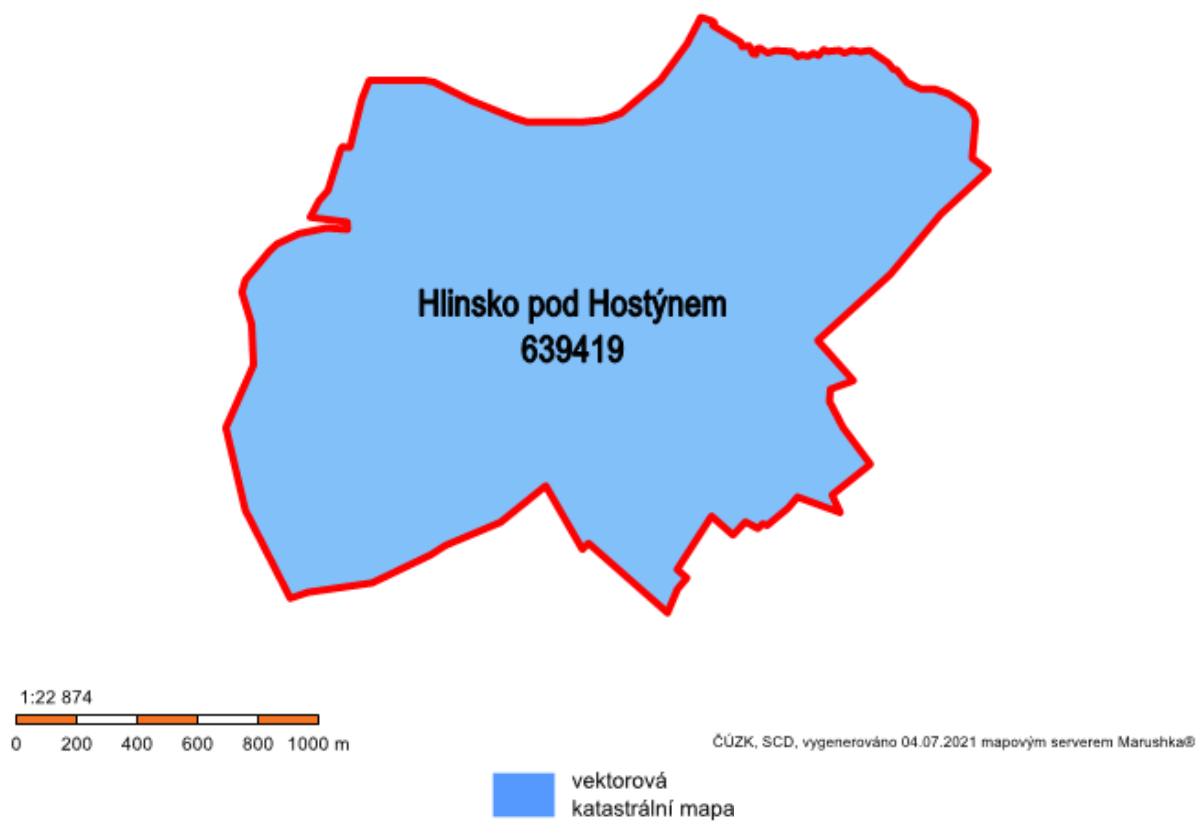 Hlinsko pod Hostýnem
639419
1:22 874
0 200 400 600 800 1000 m
ČÚZK, SCD, vygenerováno 04.07.2021 mapovým serverem Marushka®
vektorová
katastrální mapa